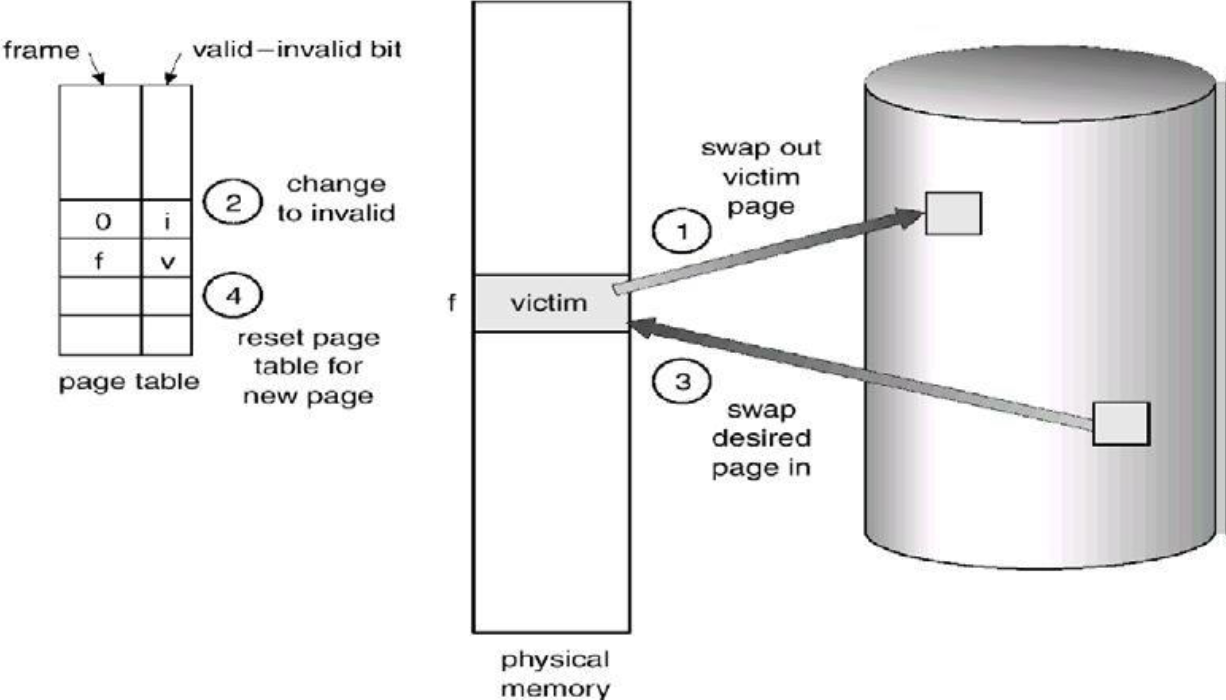 frame
valid–invalid bit
0 i
f v
2
change
to invalid
4
reset page
table for
new page
page table
f
victim
physical
memory
1
swap out
victim
page
3
swap
desired
page in